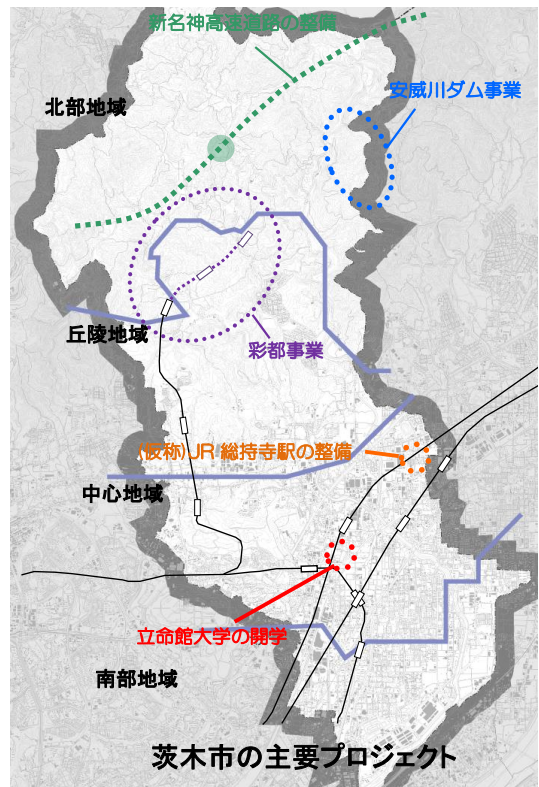 新名神高速道路の整備
安威川ダム事業
北部地域
丘陵地域
彩都事業
(仮称)JR 総持寺駅の整備
中心地域
立命館大学の開学
南部地域
茨木市の主要プロジェクト